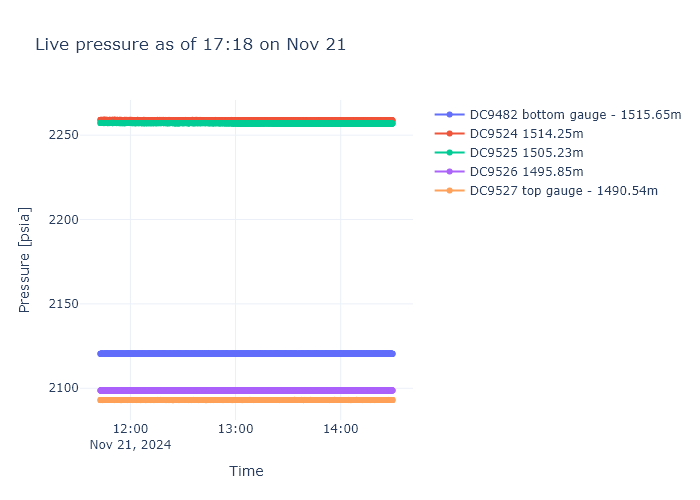 Live pressure as of 17:18 on Nov 21
DC9482 bottom gauge - 1515.65m
DC9524 1514.25m
DC9525 1505.23m
DC9526 1495.85m
DC9527 top gauge - 1490.54m
Pressure [psia]
2250
2200
2150
2100
12:00
Nov 21, 2024
13:00
14:00
Time